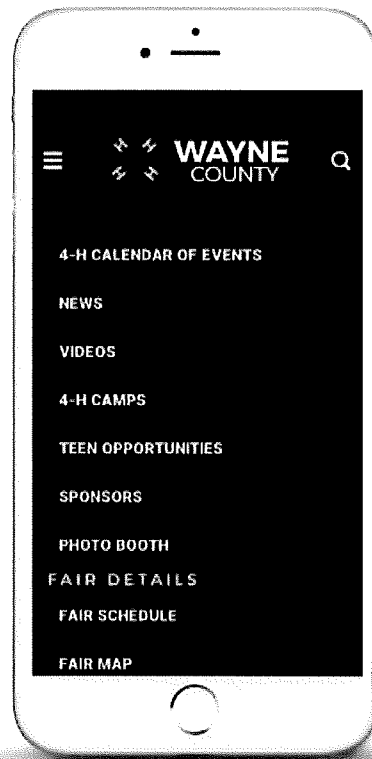 H H
WAYNE
COUNTY
H H
4-H CALENDAR OF EVENTS
NEWS
VIDEOS
4-H CAMPS
TEEN OPPORTUNITIES
SPONSORS
PHOTO BOOTH
FAIR DETAILS
FAIR SCHEDULE
FAIR MAP